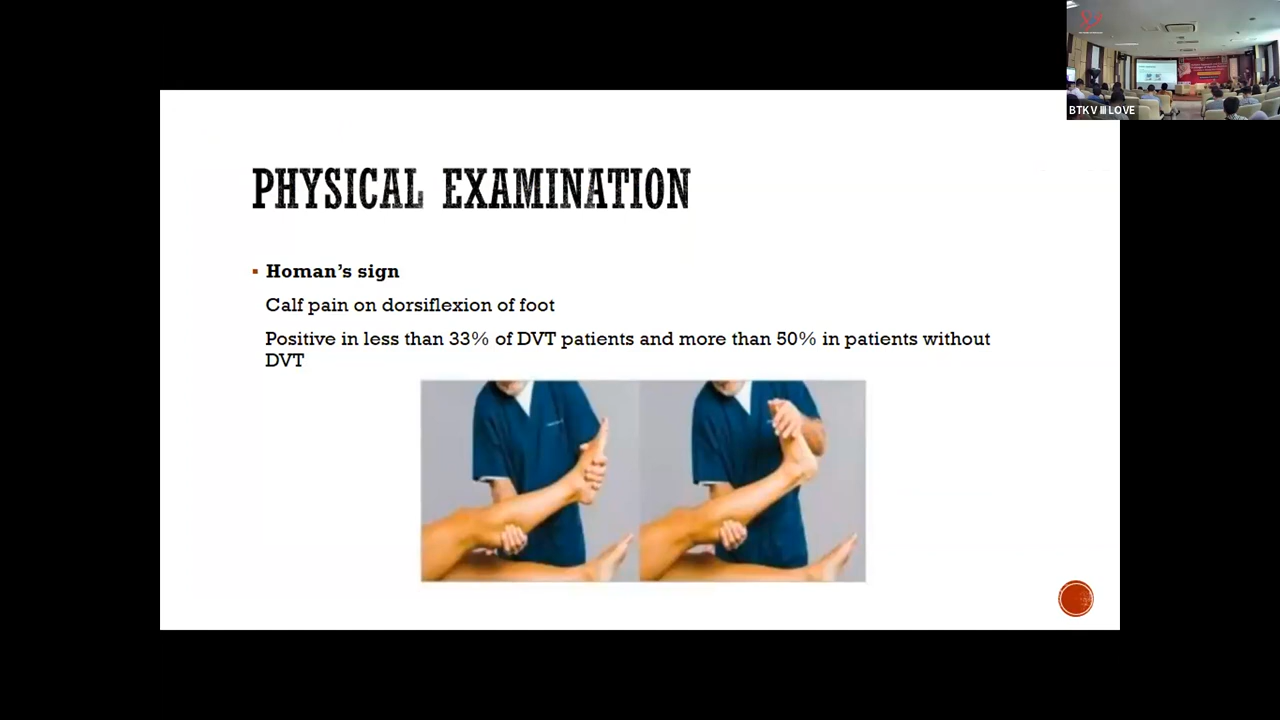 BTKV III LOVE
PHYSICAL EXAMINATION
Homan's sign
Calf pain on dorsiflexion of foot
Positive in less than 33% of DVT patients and more than 50% in patients without
DVT